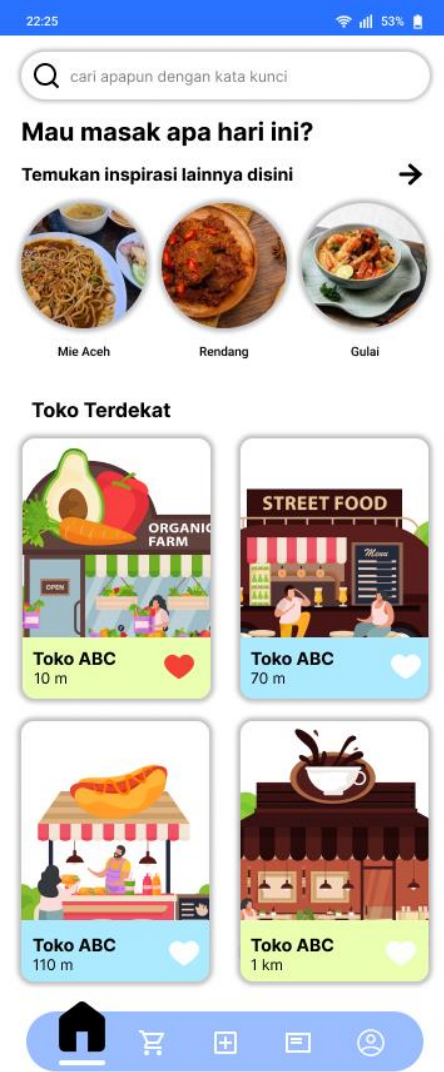 22:25
53%
cari apapun dengan kata kunci
Mau masak apa hari ini?
Temukan inspirasi lainnya disini
Mie Aceh
Rendang
Gulai
Toko Terdekat
ORGANIC
FARM
OPEN
STREET FOOD
Menu
Toko ABC
10 m
Toko ABC
70 m
Toko ABC
110 m
Toko ABC
1 km